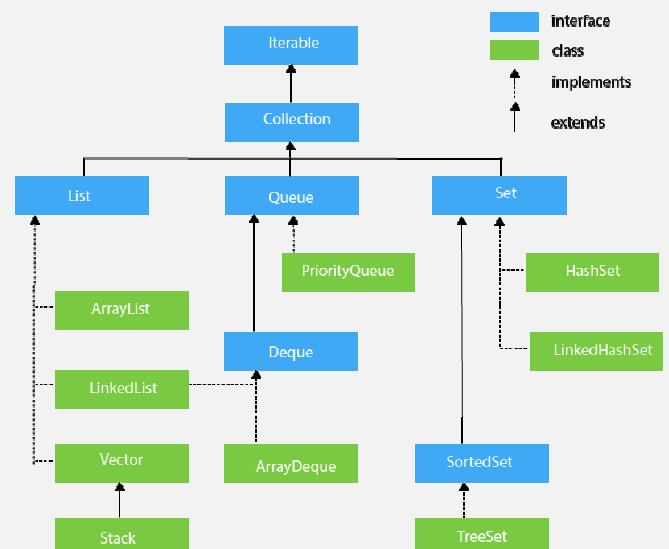 interface
Iterable
class
implements
Collection
extends
List
Queue
Set
PriorityQueue
HashSet
ArrayList
Deque
LinkedHashSet
LinkedList
Vector
ArrayDeque
SortedSet
Stack
TreeSet